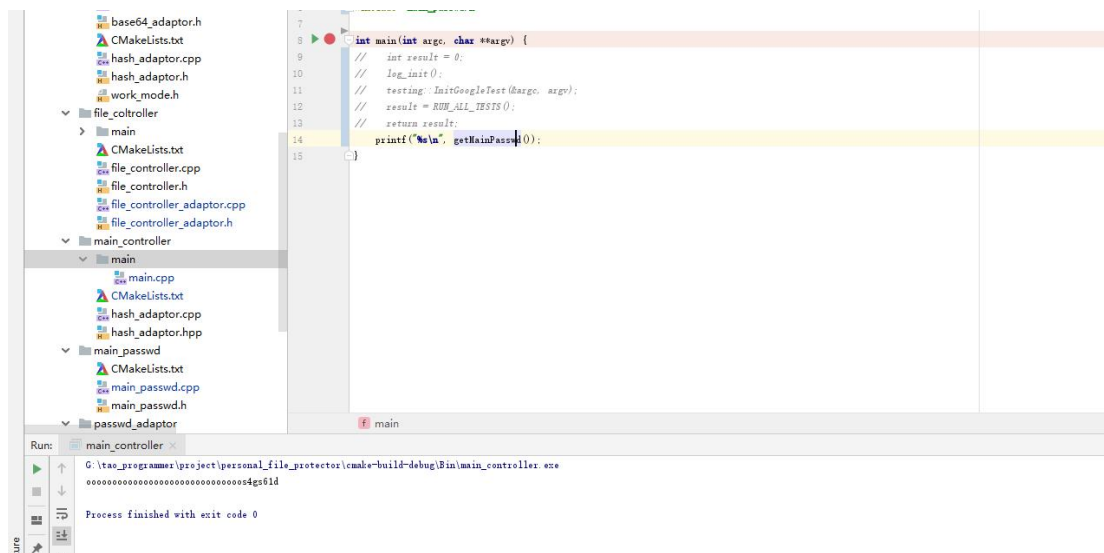 base64_adaptor.h
CMakeLists.txt
hash_adaptor.cpp
hash_adaptor.h
work_mode.h
file_coltroller
main
CMakeLists.txt
file_controller.cpp
file_controller.h
file_controller_adaptor.cpp
file_controller_adaptor.h
main_controller
main
main.cpp
CMakeLists.txt
hash_adaptor.cpp
hash_adaptor.hpp
main_passwd
CMakeLists.txt
main_passwd.cpp
main_passwd.h
passwd_adaptor
7
8 int main(int argc, char **argv) {
9 // int result = 0;
10 // log_init();
11 // testing::InitGoogleTest(&argc, argv);
12 // result = RUN_ALL_TESTS();
13 // return result;
14 printf("%s\n", getMainPasswd());
15 }
f main
Run: main_controller
G:\tao_programmer\project\personal_file_protector\cmake-build-debug\Bin\main_controller.exe
Process finished with exit code 0